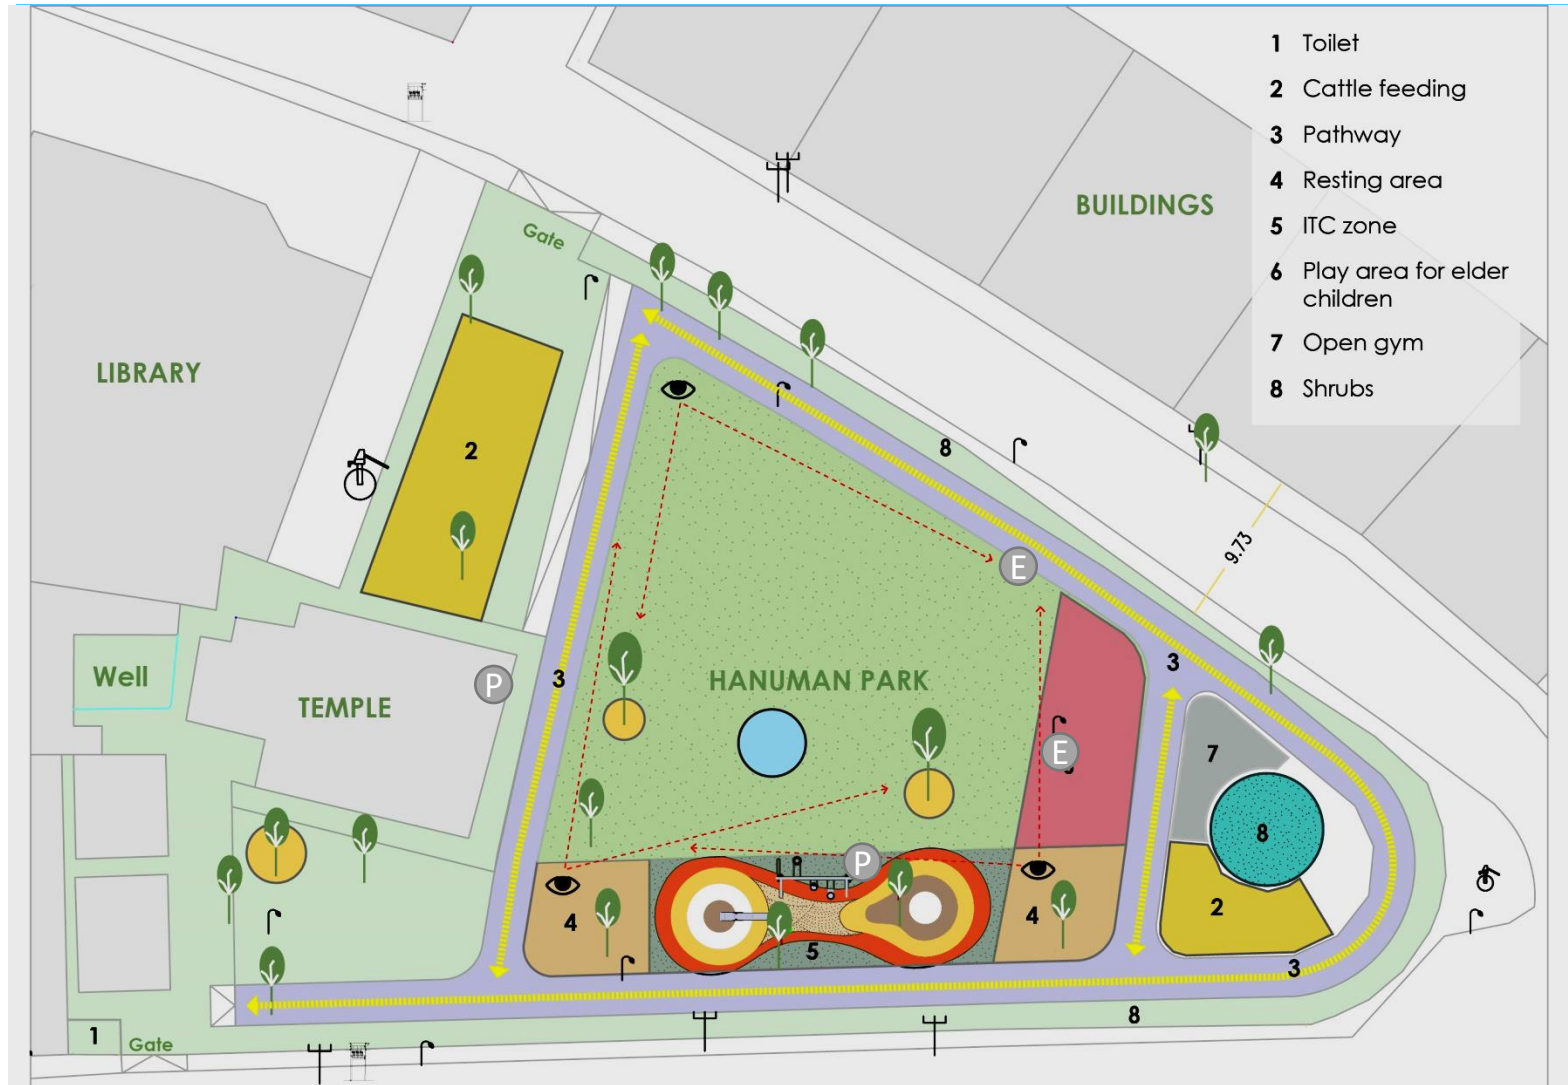 1 Toilet
2 Cattle feeding
3 Pathway
4 Resting area
5 ITC zone
6 Play area for elder
children
7 Open gym
8 Shrubs
BUILDINGS
Gate
LIBRARY
2
8
9.73
E
3
P
3
Well
TEMPLE
HANUMAN PARK
E
7
8
P
4
4
2
5
3
8
1
Gate